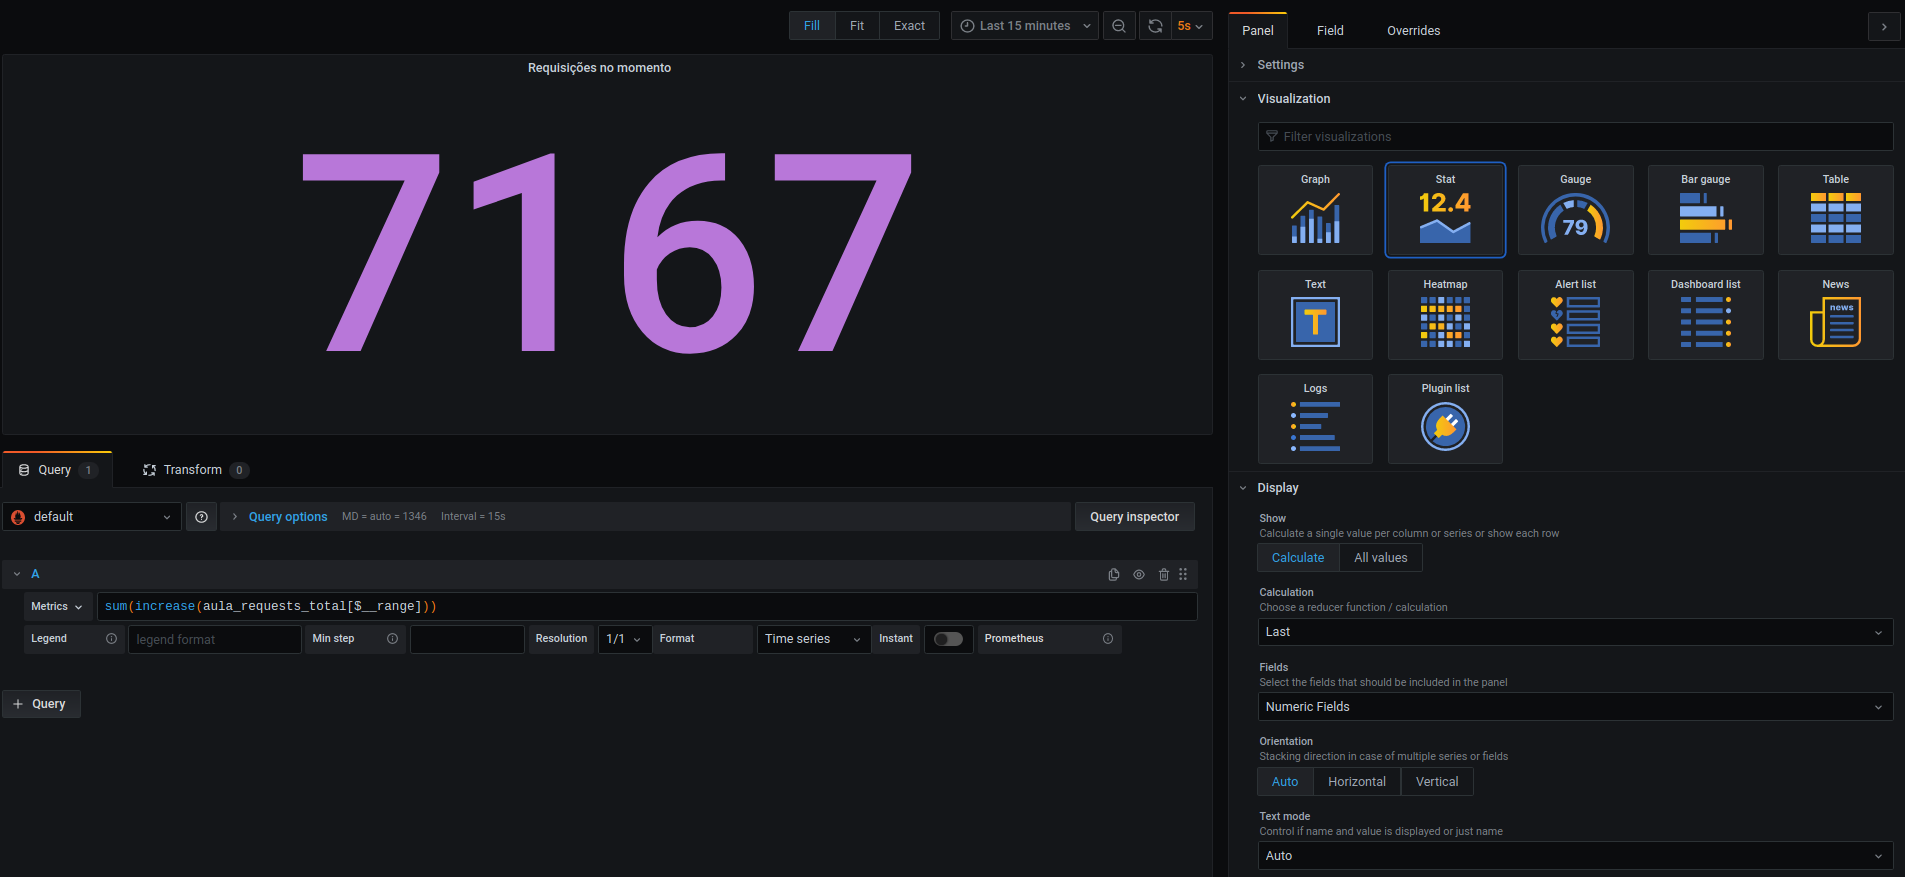 Fill Fit Exact Last 15 minutes 5s
Requisições no momento
7167
Query 1 Transform 0
default Query options MD = auto = 1346 Interval = 15s Query inspector
A
Metrics sum(increase(aula_requests_total[$__range]))
Legend legend format Min step Resolution 1/1 Format Time series Instant Prometheus
+ Query
Panel Field Overrides
Settings
Visualization
Filter visualizations
Graph Stat Gauge Bar gauge Table
12.4 79
Text Heatmap Alert list Dashboard list News
T news
Logs Plugin list
Display
Show
Calculate a single value per column or series or show each row
Calculate All values
Calculation
Choose a reducer function / calculation
Last
Fields
Select the fields that should be included in the panel
Numeric Fields
Orientation
Stacking direction in case of multiple series or fields
Auto Horizontal Vertical
Text mode
Control if name and value is displayed or just name
Auto